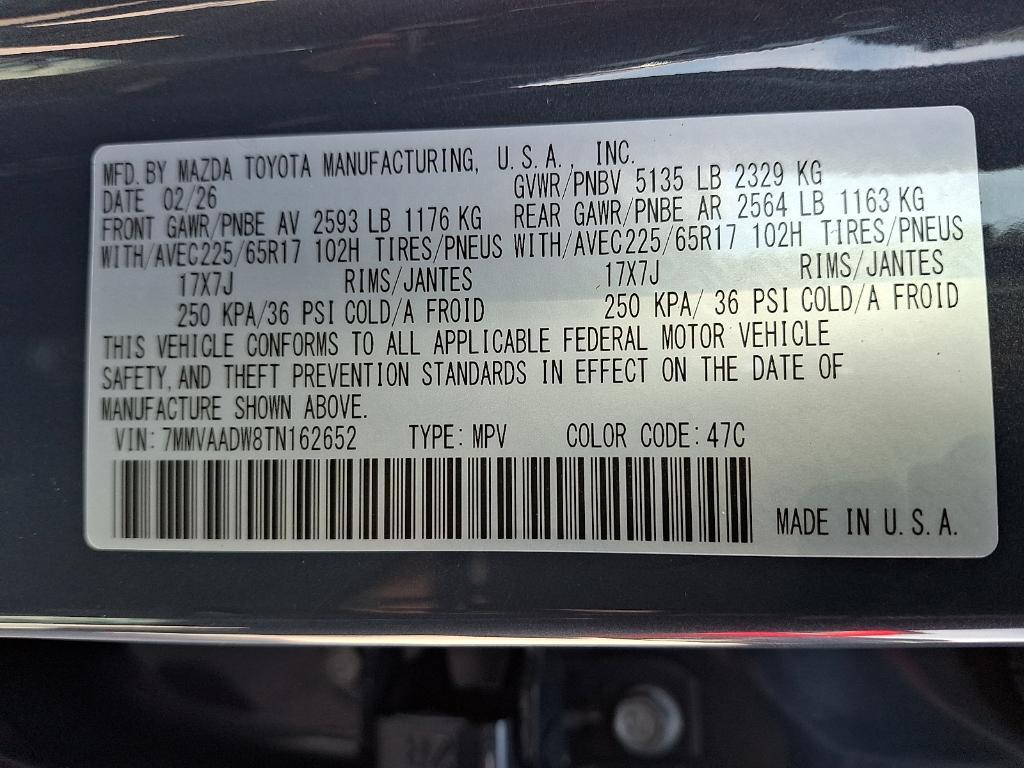 MFD. BY MAZDA TOYOTA MANUFACTURING, U.S.A., INC.
DATE 02/26 GVWR/PNBV 5135 LB 2329 KG
FRONT GAWR/PNBE AV 2593 LB 1176 KG REAR GAWR/PNBE AR 2564 LB 1163 KG
WITH/AVEC225/65R17 102H TIRES/PNEUS WITH/AVEC225/65R17 102H TIRES/PNEUS
17X7J RIMS/JANTES 17X7J RIMS/JANTES
250 KPA/36 PSI COLD/A FROID 250 KPA/ 36 PSI COLD/A FROID
THIS VEHICLE CONFORMS TO ALL APPLICABLE FEDERAL MOTOR VEHICLE
SAFETY, AND THEFT PREVENTION STANDARDS IN EFFECT ON THE DATE OF
MANUFACTURE SHOWN ABOVE.
VIN: 7MMVAADW8TN162652 TYPE: MPV COLOR CODE: 47C
MADE IN U.S.A.